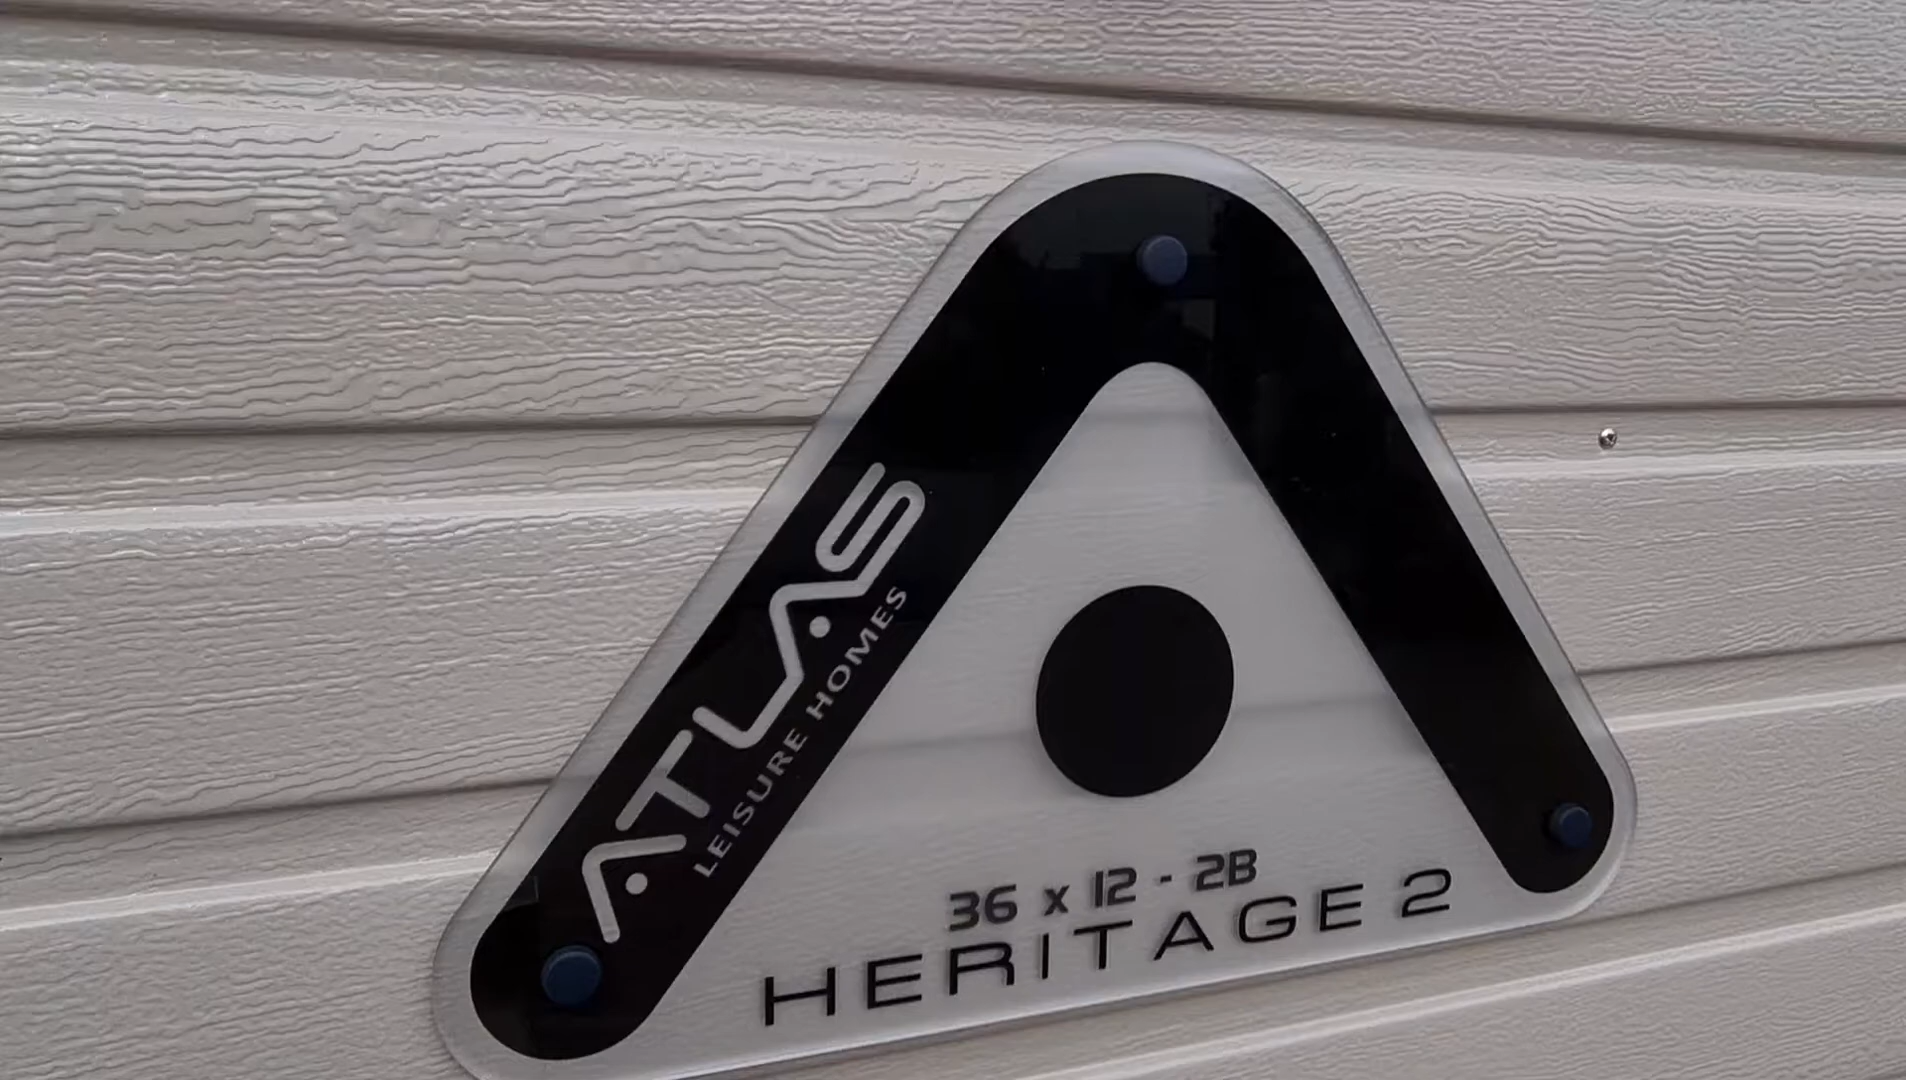 ATLAS
LEISURE HOMES
36 x 12 - 2B
HERITAGE 2